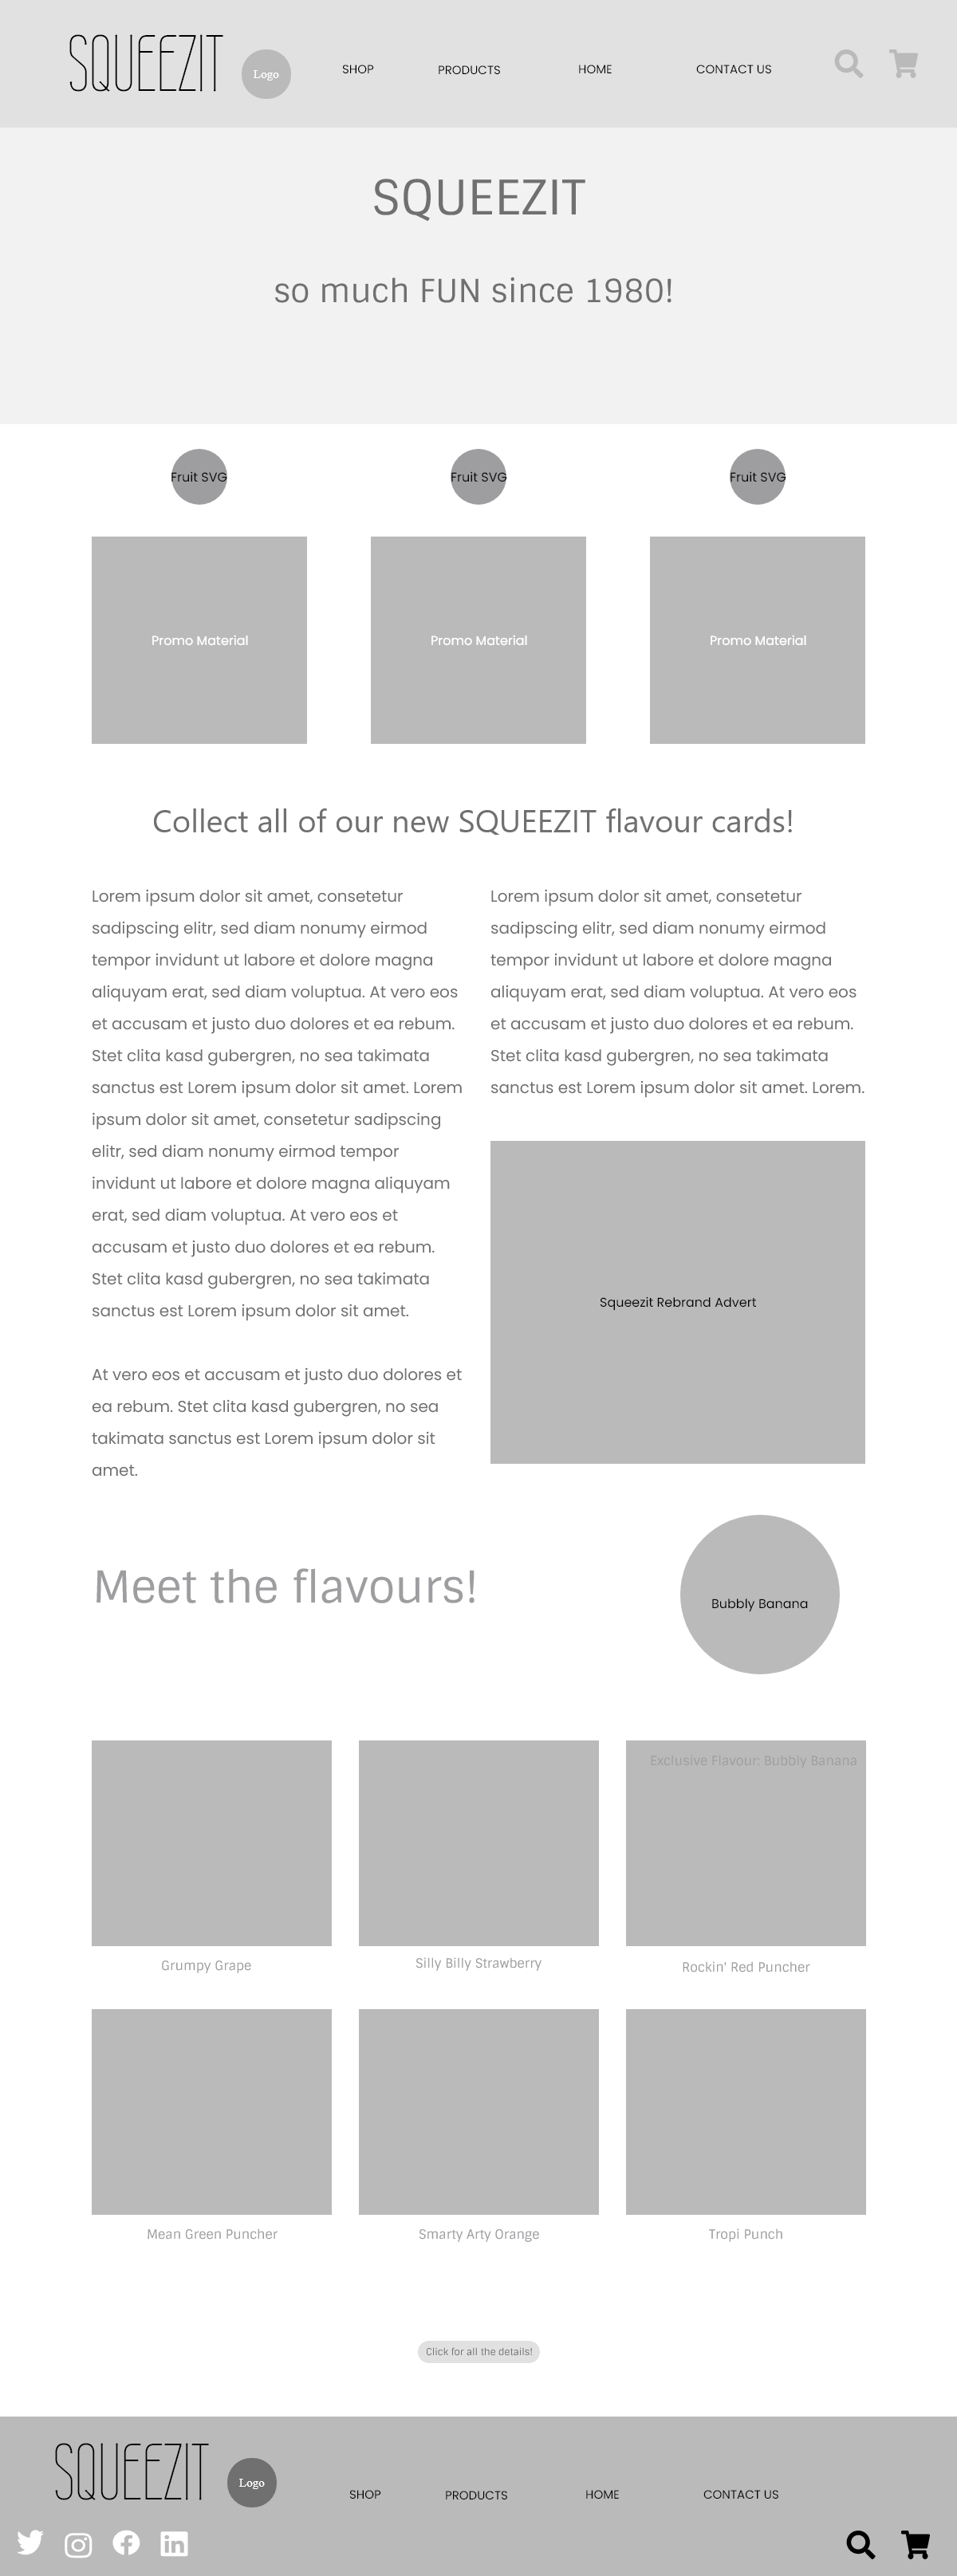 SQUEEZIT
Logo
SHOP
PRODUCTS
HOME
CONTACT US
SQUEEZIT
so much FUN since 1980!
Fruit SVG
Fruit SVG
Fruit SVG
Promo Material
Promo Material
Promo Material
Collect all of our new SQUEEZIT flavour cards!
Lorem ipsum dolor sit amet, consetetur
sadipscing elitr, sed diam nonumy eirmod
tempor invidunt ut labore et dolore magna
aliquyam erat, sed diam voluptua. At vero eos
et accusam et justo duo dolores et ea rebum.
Stet clita kasd gubergren, no sea takimata
sanctus est Lorem ipsum dolor sit amet. Lorem
ipsum dolor sit amet, consetetur sadipscing
elitr, sed diam nonumy eirmod tempor
invidunt ut labore et dolore magna aliquyam
erat, sed diam voluptua. At vero eos et
accusam et justo duo dolores et ea rebum.
Stet clita kasd gubergren, no sea takimata
sanctus est Lorem ipsum dolor sit amet.
At vero eos et accusam et justo duo dolores et
ea rebum. Stet clita kasd gubergren, no sea
takimata sanctus est Lorem ipsum dolor sit
amet.
Lorem ipsum dolor sit amet, consetetur
sadipscing elitr, sed diam nonumy eirmod
tempor invidunt ut labore et dolore magna
aliquyam erat, sed diam voluptua. At vero eos
et accusam et justo duo dolores et ea rebum.
Stet clita kasd gubergren, no sea takimata
sanctus est Lorem ipsum dolor sit amet. Lorem.
Squeezit Rebrand Advert
Meet the flavours!
Bubbly Banana
Exclusive Flavour: Bubbly Banana
Grumpy Grape
Silly Billy Strawberry
Rockin' Red Puncher
Mean Green Puncher
Smarty Arty Orange
Tropi Punch
Click for all the details!
SQUEEZIT
Logo
SHOP
PRODUCTS
HOME
CONTACT US